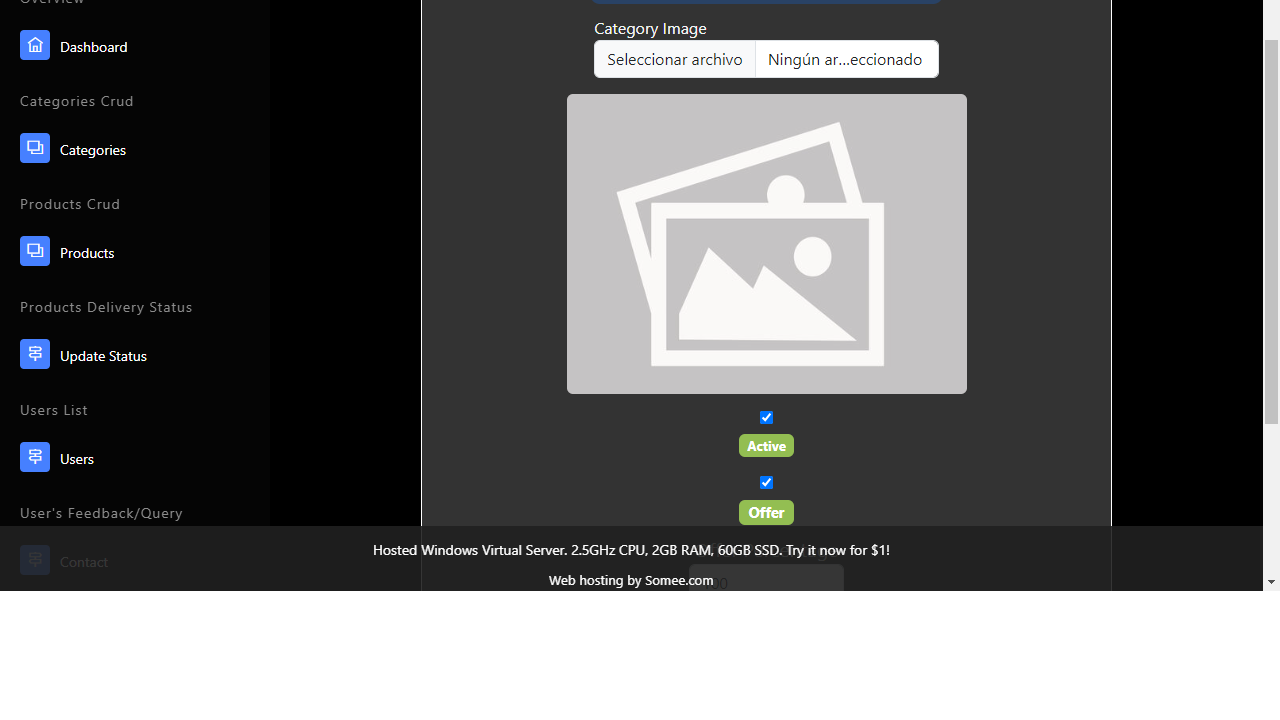 Overview
Dashboard
Categories Crud
Categories
Products Crud
Products
Products Delivery Status
Update Status
Users List
Users
User's Feedback/Query
Contact
Category Image
Seleccionar archivo
Ningún ar...eccionado
Active
Offer
Hosted Windows Virtual Server. 2.5GHz CPU, 2GB RAM, 60GB SSD. Try it now for $1!
Web hosting by Somee.com